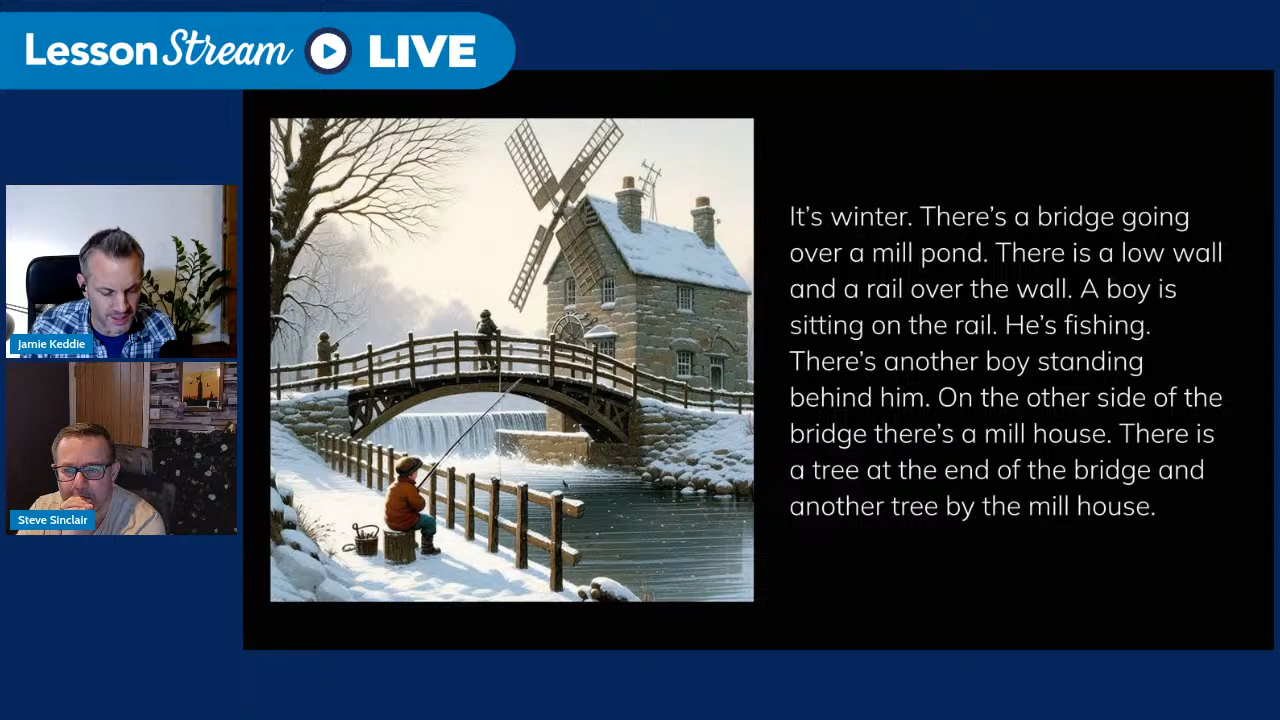 LessonStream LIVE
It's winter. There's a bridge going
over a mill pond. There is a low wall
and a rail over the wall. A boy is
sitting on the rail. He's fishing.
There's another boy standing
behind him. On the other side of the
bridge there's a mill house. There is
a tree at the end of the bridge and
another tree by the mill house.
Jamie Keddie
Steve Sinclair